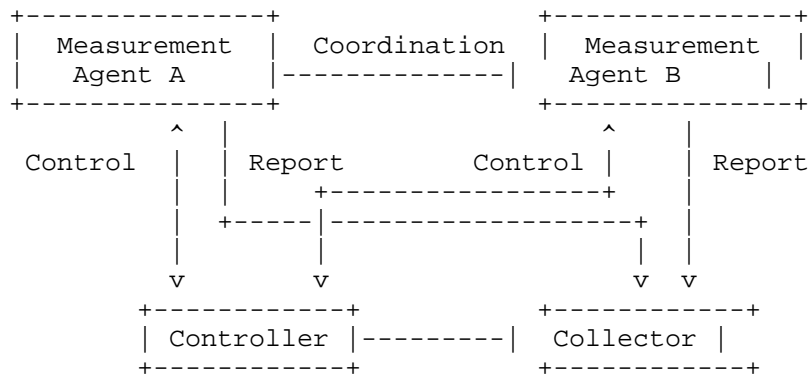 Measurement Coordination Measurement
Agent A Agent B
Control Report Control Report
Controller Collector